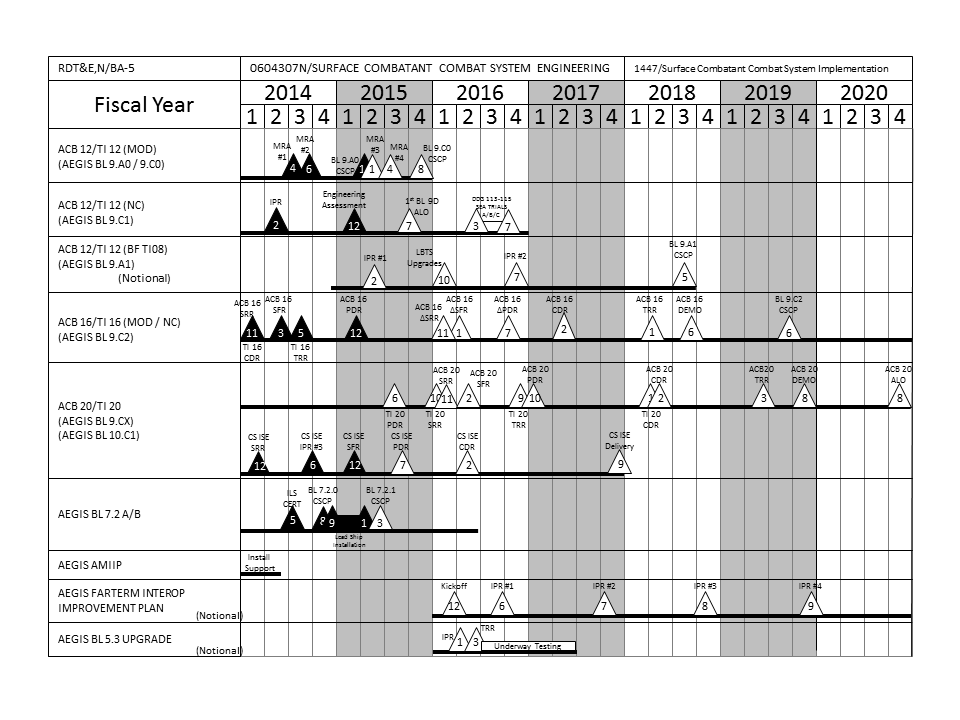 RDT&E,N/BA-5
0604307N/SURFACE COMBATANT COMBAT SYSTEM ENGINEERING
1447/Surface Combatant Combat System Implementation
Fiscal Year
2014 2015 2016 2017 2018 2019 2020
1 2 3 4 1 2 3 4 1 2 3 4 1 2 3 4 1 2 3 4 1 2 3 4 1 2 3 4
ACB 12/TI 12 (MOD)
(AEGIS BL 9.A0 / 9.C0)
MRA
#1
MRA
#2
BL 9.A0
CSCP
MRA
#3
MRA
#4
BL 9.C0
CSCP
4 6 1 1 4 8
ACB 12/TI 12 (NC)
(AEGIS BL 9.C1)
IPR
Engineering
Assessment
1st BL 9D
ALO
DDG 113-115
SEA TRIALS
A/B/C
2 12 7 3 7
ACB 12/TI 12 (BF TI08)
(AEGIS BL 9.A1)
(Notional)
IPR #1
LBTS
Upgrades
IPR #2
BL 9.A1
CSCP
2 10 7 5
ACB 16/TI 16 (MOD / NC)
(AEGIS BL 9.C2)
ACB 16
SRR
ACB 16
SFR
ACB 16
PDR
ACB 16
ΔSRR
ACB 16
ΔSFR
ACB 16
ΔPDR
ACB 16
CDR
ACB 16
TRR
ACB 16
DEMO
BL 9.C2
CSCP
11 3 5 12 11 1 7 2 1 6 6
TI 16
CDR
TI 16
TRR
ACB 20/TI 20
(AEGIS BL 9.CX)
(AEGIS BL 10.C1)
ACB 20
SRR
ACB 20
SFR
ACB 20
PDR
ACB 20
CDR
ACB20
TRR
ACB 20
DEMO
ACB 20
ALO
6 10 11 2 9 10 1 2 3 8 8
TI 20
PDR
TI 20
SRR
TI 20
TRR
TI 20
CDR
CS ISE
SRR
CS ISE
IPR #3
CS ISE
SFR
CS ISE
PDR
CS ISE
CDR
CS ISE
Delivery
12 6 12 7 2 9
AEGIS BL 7.2 A/B
ILS
CERT
BL 7.2.0
CSCP
BL 7.2.1
CSCP
5 8 9 1 3
Lead Ship
Installation
AEGIS AMIIP
Install
Support
AEGIS FARTERM INTEROP
IMPROVEMENT PLAN
(Notional)
Kickoff
IPR #1
IPR #2
IPR #3
IPR #4
12 6 7 8 9
AEGIS BL 5.3 UPGRADE
(Notional)
IPR
TRR
1 3
Underway Testing